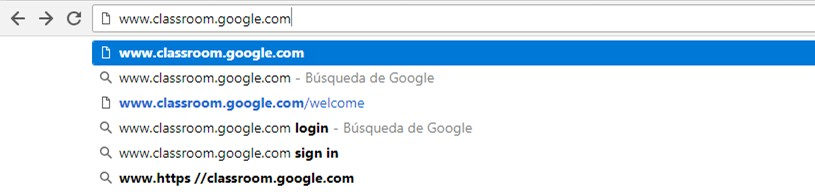 www.classroom.google.com
www.classroom.google.com
www.classroom.google.com - Búsqueda de Google
www.classroom.google.com/welcome
www.classroom.google.com login - Búsqueda de Google
www.classroom.google.com sign in
www.https //classroom.google.com